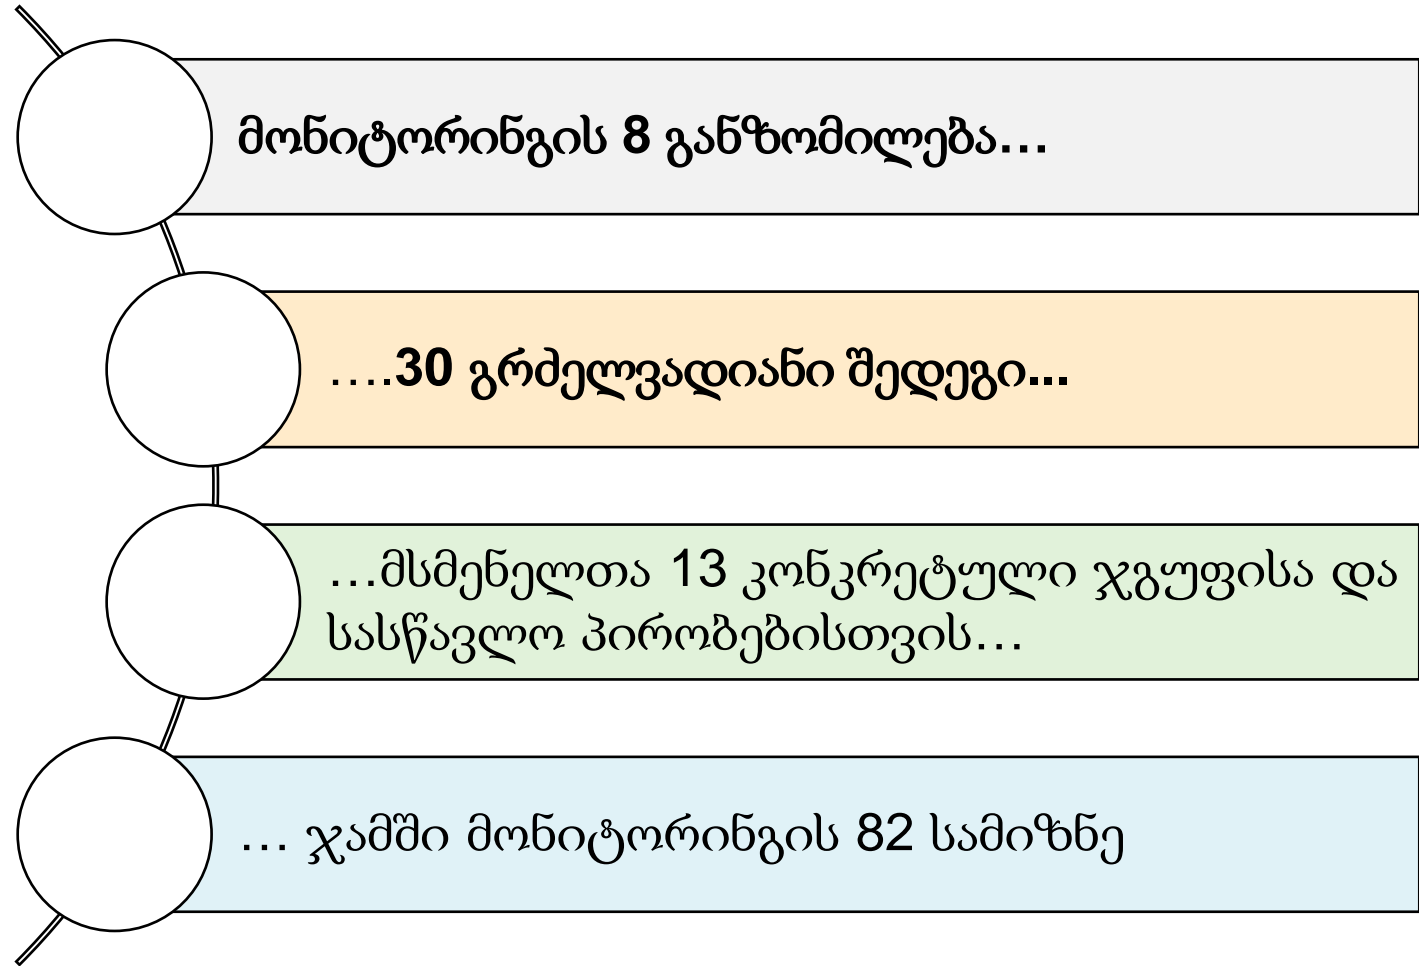 მონიტორინგის 8 განზომილება…
….30 გრძელვადიანი შედეგი...
…მსმენელთა 13 კონკრეტული ჯგუფისა და
სასწავლო პირობებისთვის…
… ჯამში მონიტორინგის 82 სამიზნე